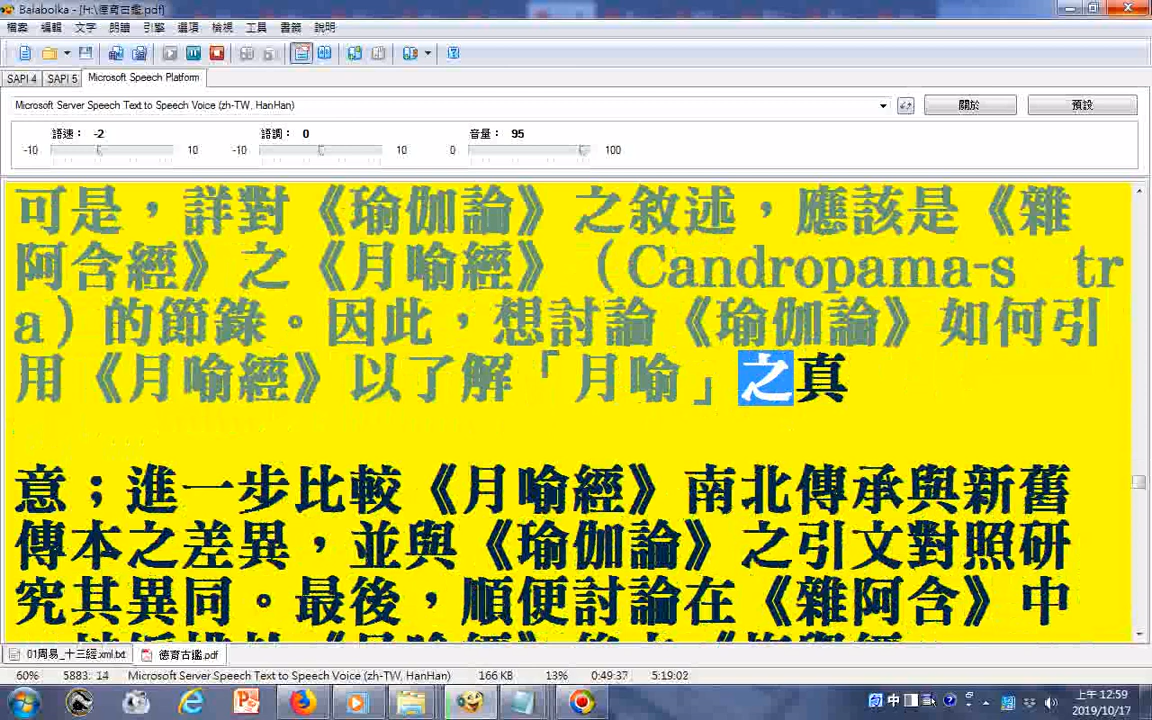 Balabolka - [H:\德育古鑑.pdf]
檔案 編輯 文字 朗讀 引擎 選項 檢視 工具 書籤 說明
SAPI 4 SAPI 5 Microsoft Speech Platform
Microsoft Server Speech Text to Speech Voice (zh-TW, HanHan) 關於 預設
語速： -2 語調： 0 音量： 95
-10 10 -10 10 0 100
可是，詳對《瑜伽論》之敘述，應該是《雜
阿含經》之《月喻經》（Candropama-s tr
a）的節錄。因此，想討論《瑜伽論》如何引
用《月喻經》以了解「月喻」之真
意；進一步比較《月喻經》南北傳承與新舊
傳本之差異，並與《瑜伽論》之引文對照研
究其異同。最後，順便討論在《雜阿含》中
01周易_十三經.xml.txt 德育古鑑.pdf
60% 5883: 14 Microsoft Server Speech Text to Speech Voice (zh-TW, HanHan) 166 KB 13% 0:49:37 5:19:02
中 上午 12:59
2019/10/17